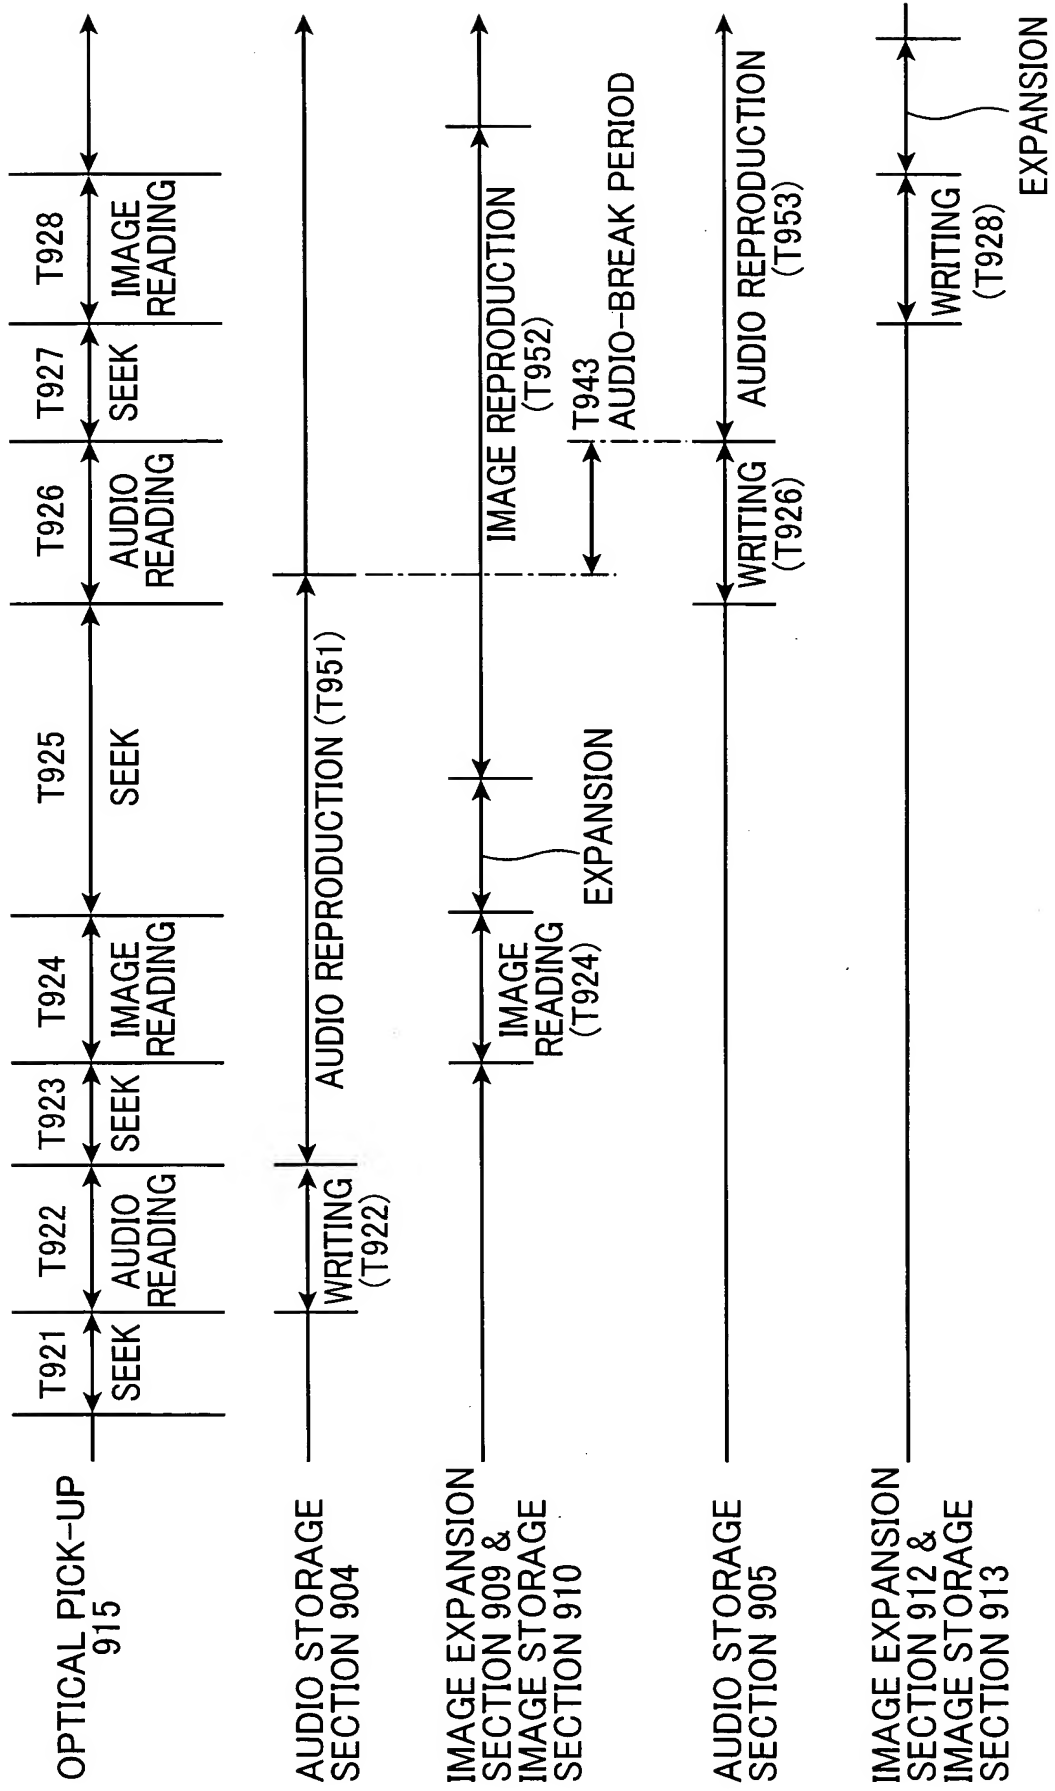 OPTICAL PICK-UP
915
T921
SEEK
T922
AUDIO
READING
T923
SEEK
T924
IMAGE
READING
T925
SEEK
T926
AUDIO
READING
T927
SEEK
T928
IMAGE
READING
AUDIO STORAGE
SECTION 904
WRITING
(T922)
AUDIO REPRODUCTION (T951)
IMAGE EXPANSION
SECTION 909 &
IMAGE STORAGE
SECTION 910
IMAGE
READING
(T924)
EXPANSION
IMAGE REPRODUCTION
(T952)
T943
AUDIO-BREAK PERIOD
AUDIO STORAGE
SECTION 905
WRITING
(T926)
AUDIO REPRODUCTION
(T953)
IMAGE EXPANSION
SECTION 912 &
IMAGE STORAGE
SECTION 913
WRITING
(T928)
EXPANSION